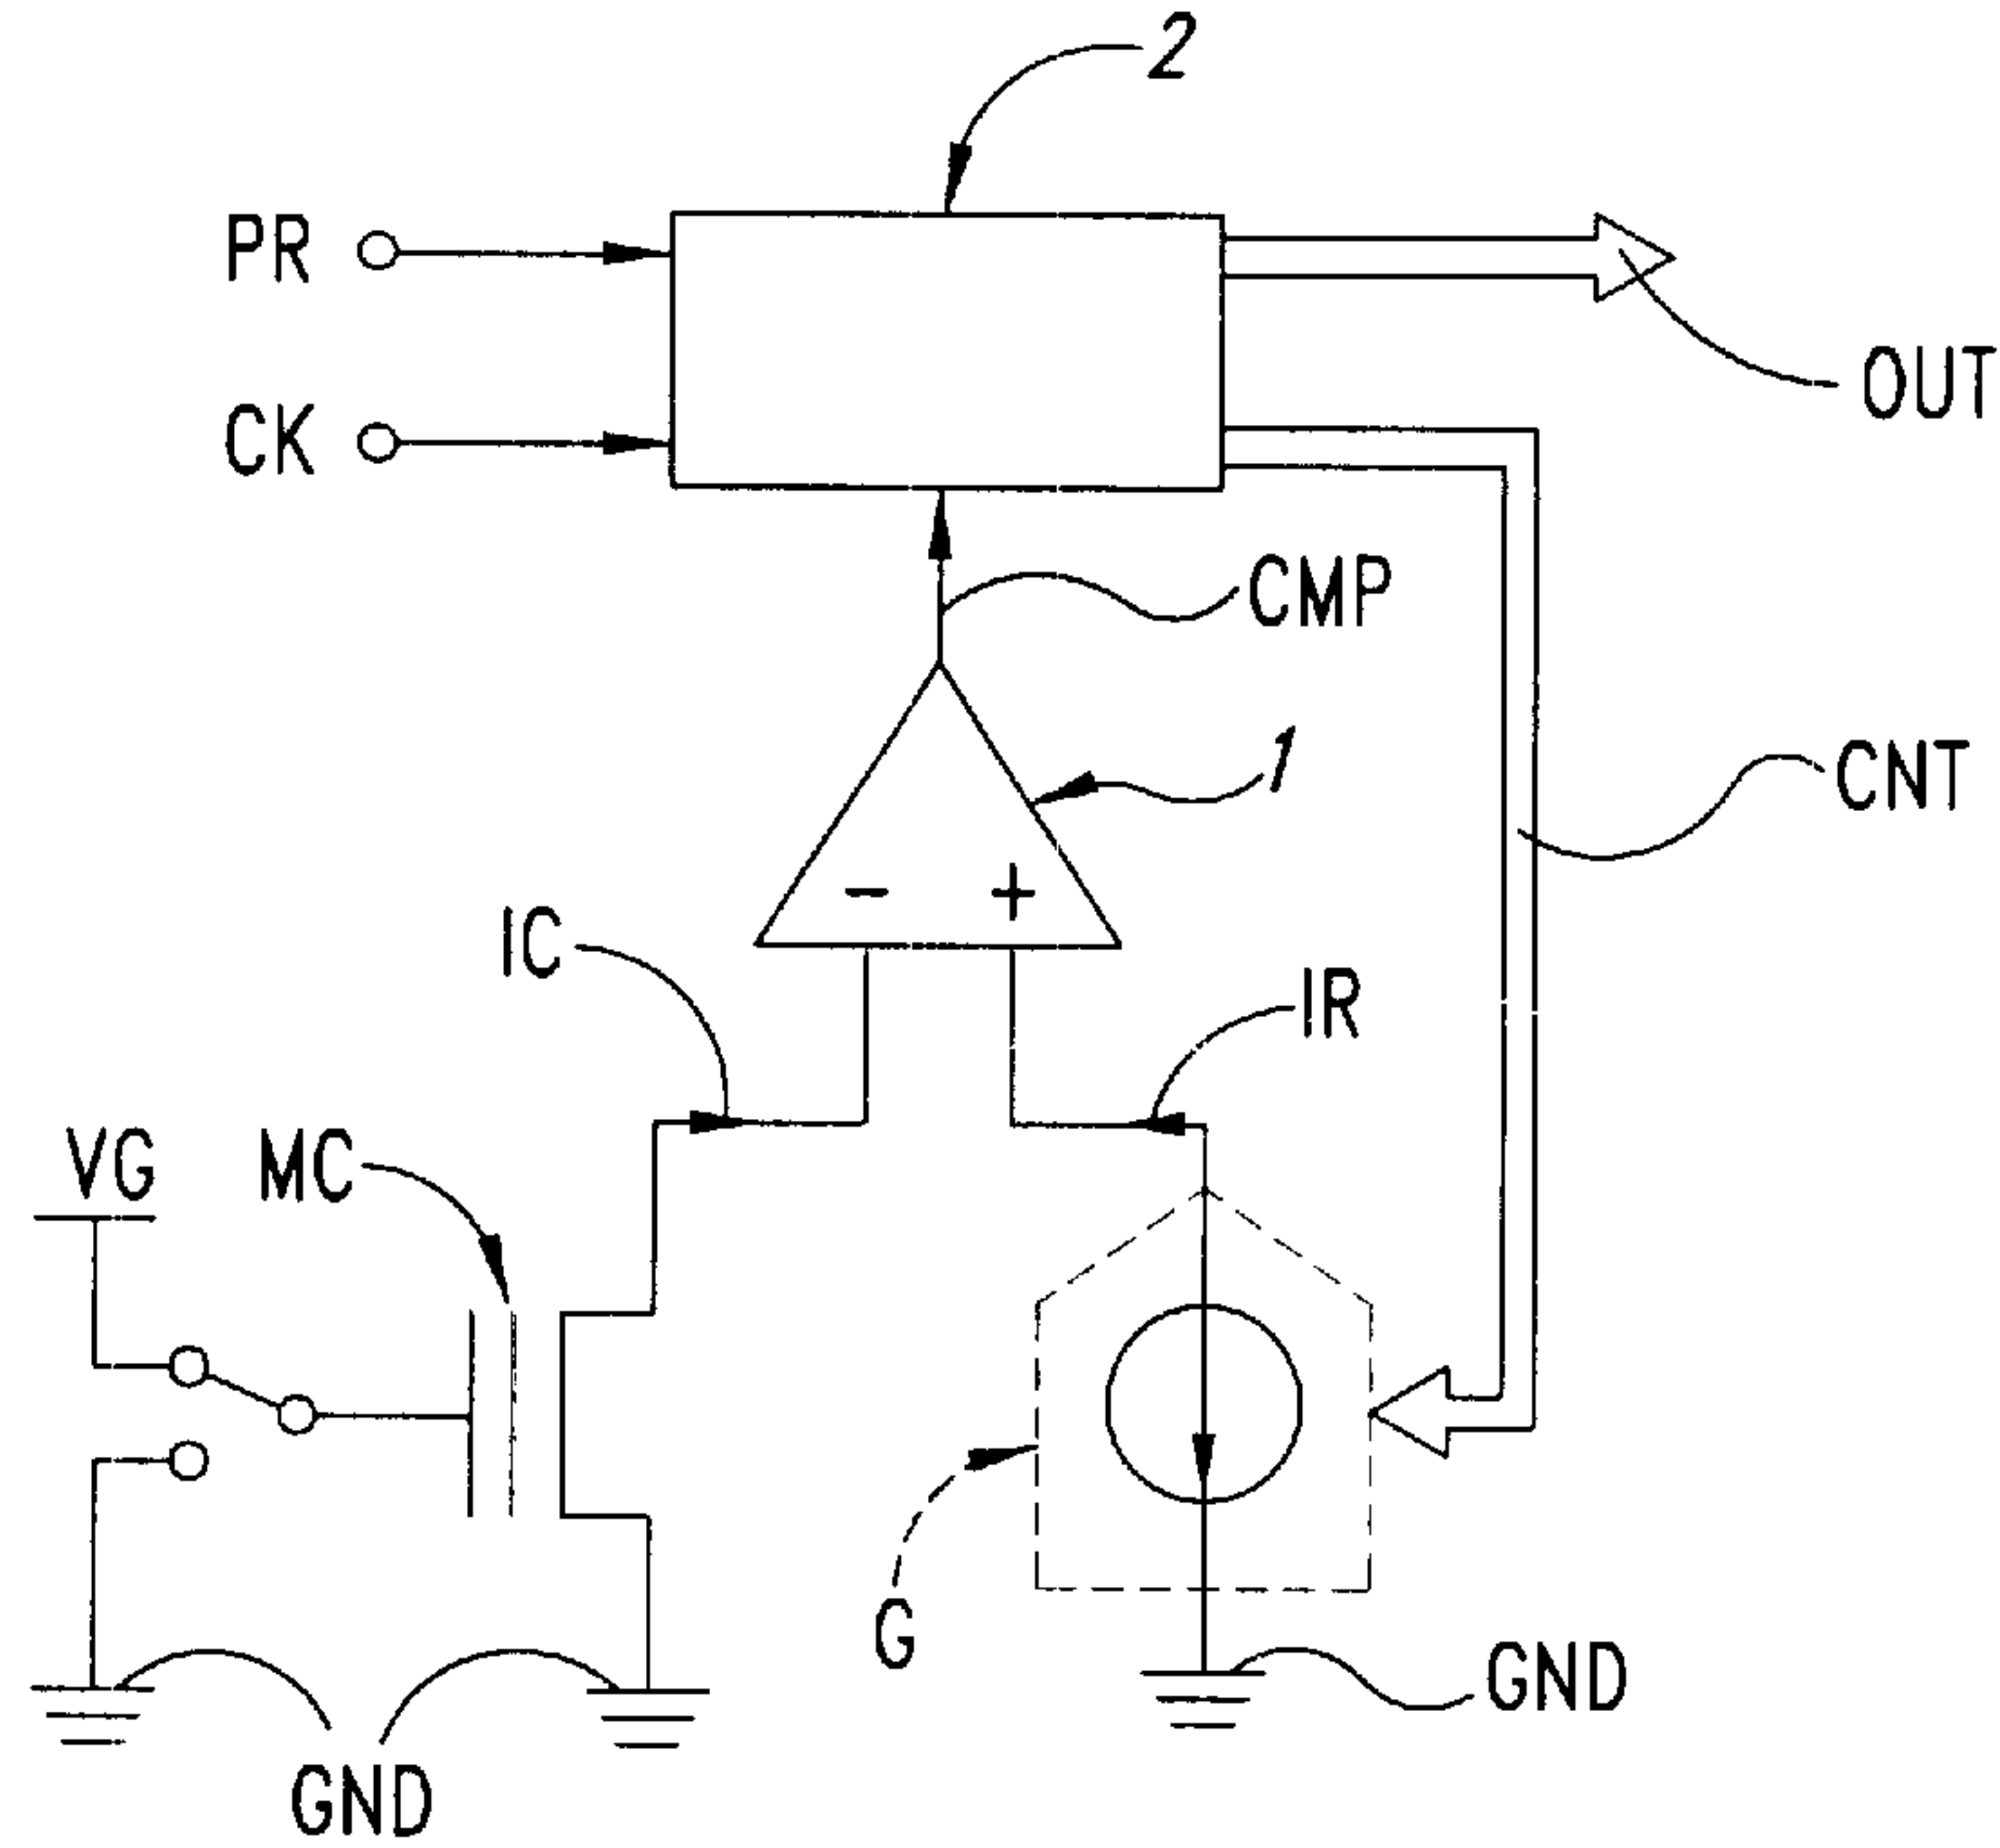 2
PR
CK
OUT
CMP
1
CNT
- +
IC
IR
VG
MC
G
GND
GND